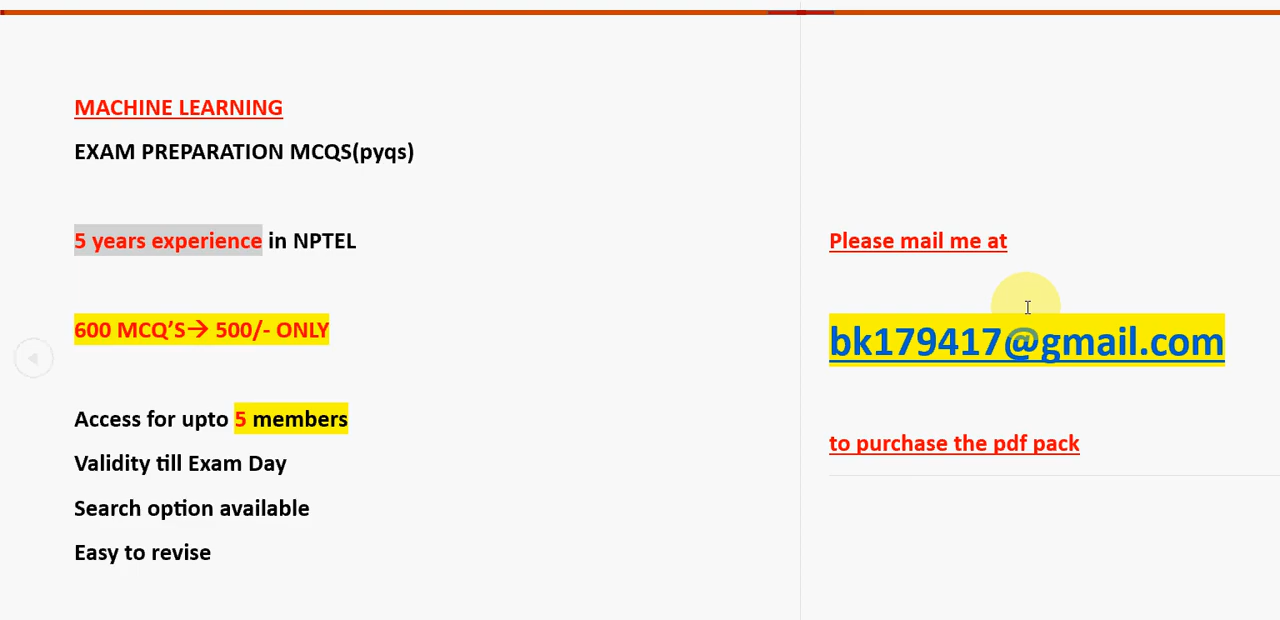 MACHINE LEARNING
EXAM PREPARATION MCQS(pyqs)
5 years experience in NPTEL
600 MCQ'S→ 500/- ONLY
Access for upto 5 members
Validity till Exam Day
Search option available
Easy to revise
Please mail me at
bk179417@gmail.com
to purchase the pdf pack